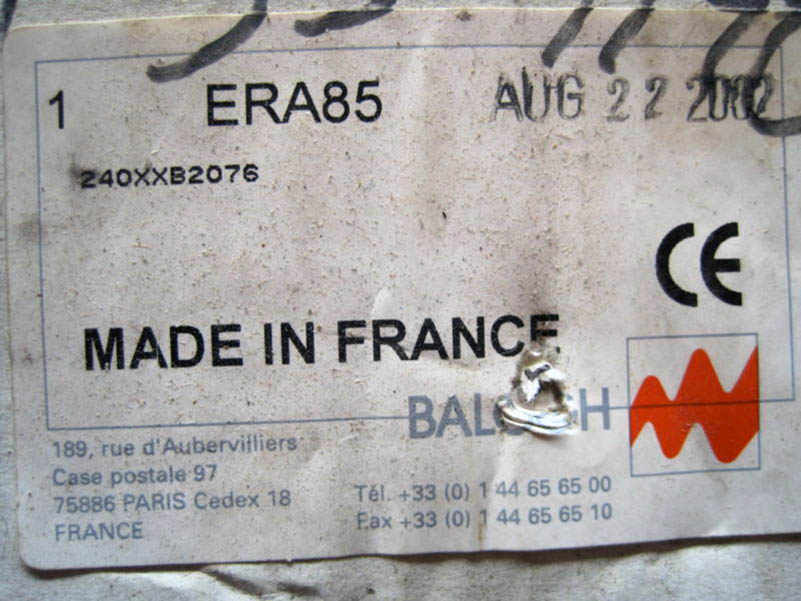 1 ERA85 AUG 22 2002
240XXB2076
CE
MADE IN FRANCE
189, rue d'Aubervilliers
Case postale 97
75886 PARIS Cedex 18
FRANCE
Tél. +33 (0) 1 44 65 65 00
Fax +33 (0) 1 44 65 65 10